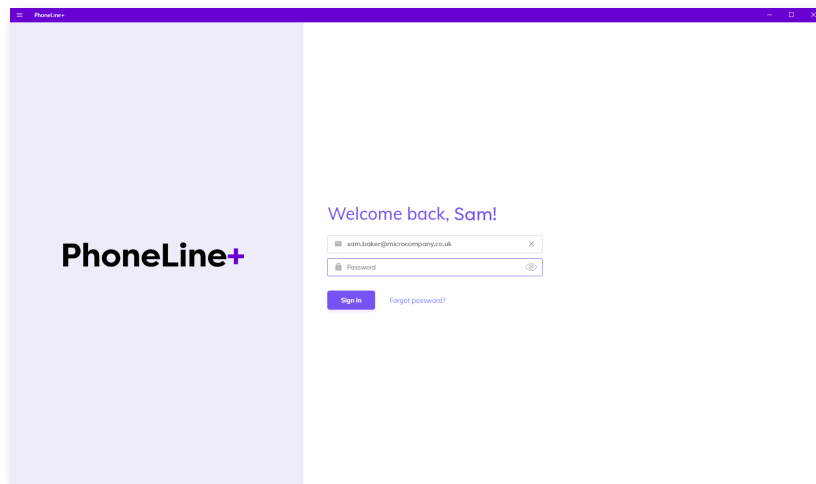 PhoneLine+
PhoneLine+
Welcome back, Sam!
sam.baker@microcompany.co.uk
Password
Sign In
Forgot password?